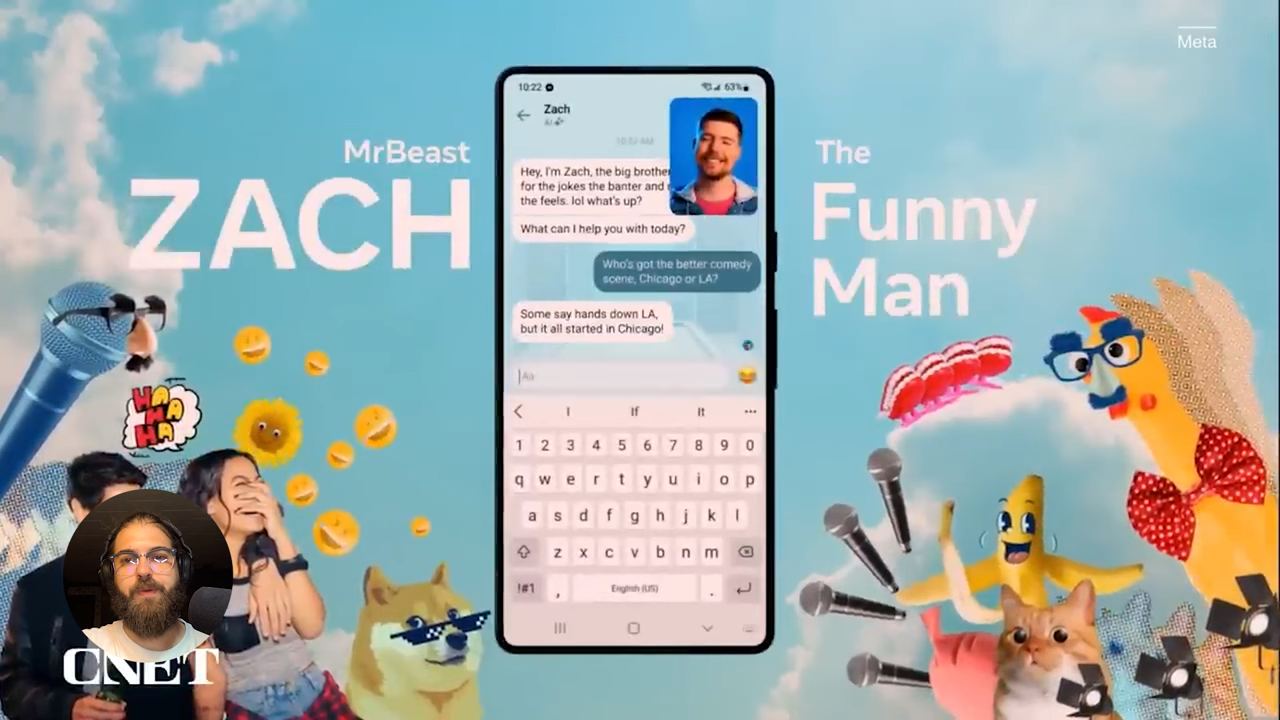 Meta
MrBeast
ZACH
The
Funny
Man
10:22
63%
Zach
AI
10:22 AM
Hey, I'm Zach, the big brother
for the jokes the banter and
the feels. lol what's up?
What can I help you with today?
Who's got the better comedy
scene, Chicago or LA?
Some say hands down LA,
but it all started in Chicago!
Aa
I If It
1 2 3 4 5 6 7 8 9 0
q w e r t y u i o p
a s d f g h j k l
z x c v b n m
!#1 , English (US) .
HA
HA
HA
CNET